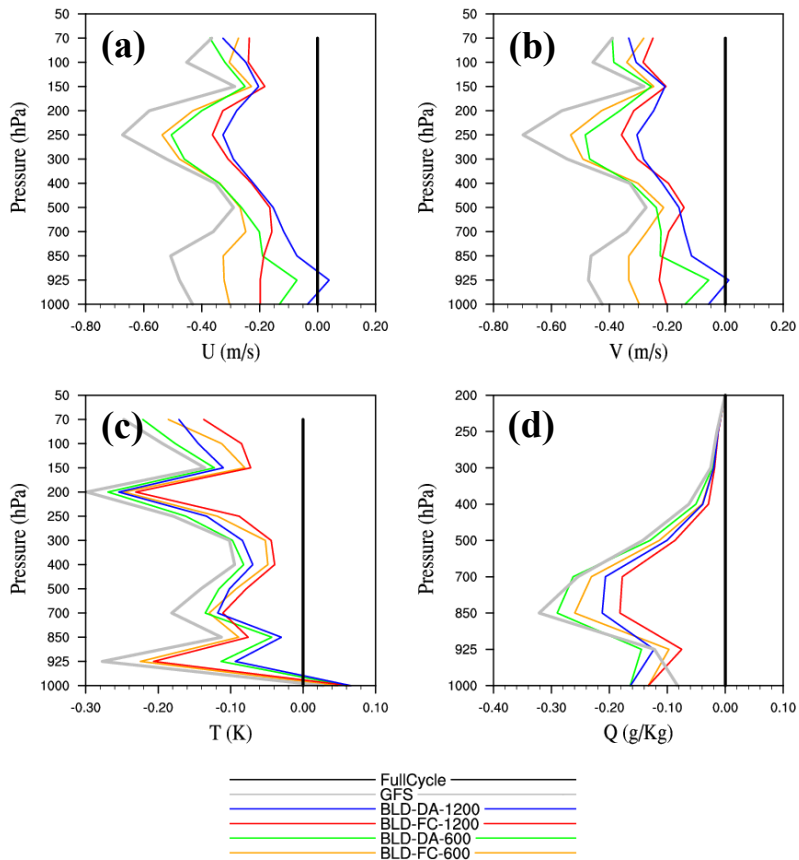 (a)
50
70
100
150
200
250
300
400
500
700
850
925
1000
Pressure (hPa)
-0.80 -0.60 -0.40 -0.20 0.00 0.20
U (m/s)
(b)
50
70
100
150
200
250
300
400
500
700
850
925
1000
Pressure (hPa)
-0.80 -0.60 -0.40 -0.20 0.00 0.20
V (m/s)
(c)
50
70
100
150
200
250
300
400
500
700
850
925
1000
Pressure (hPa)
-0.30 -0.20 -0.10 0.00 0.10
T (K)
(d)
200
250
300
400
500
700
850
925
1000
Pressure (hPa)
-0.40 -0.30 -0.20 -0.10 0.00 0.10
Q (g/Kg)
FullCycle
GFS
BLD-DA-1200
BLD-FC-1200
BLD-DA-600
BLD-FC-600